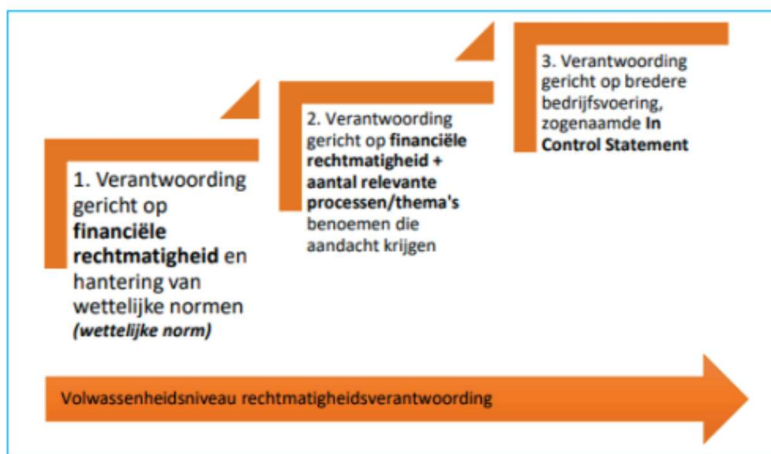 1. Verantwoording
gericht op
financiële
rechtmatigheid en
hantering van
wettelijke normen
(wettelijke norm)
2. Verantwoording
gericht op financiële
rechtmatigheid +
aantal relevante
processen/thema's
benoemen die
aandacht krijgen
3. Verantwoording
gericht op bredere
bedrijfsvoering,
zogenaamde In
Control Statement
Volwassenheidsniveau rechtmatigheidsverantwoording